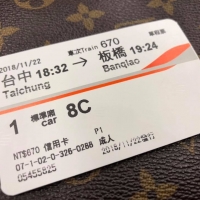 2018/11/22 車次Train 670
台中 18:32 → 板橋 19:24
Taichung Banqiao
1 標準廂 car 8C
NT$670 信用卡 P1 成人
07-1-02-0-326-0266
05455825 2018/11/22